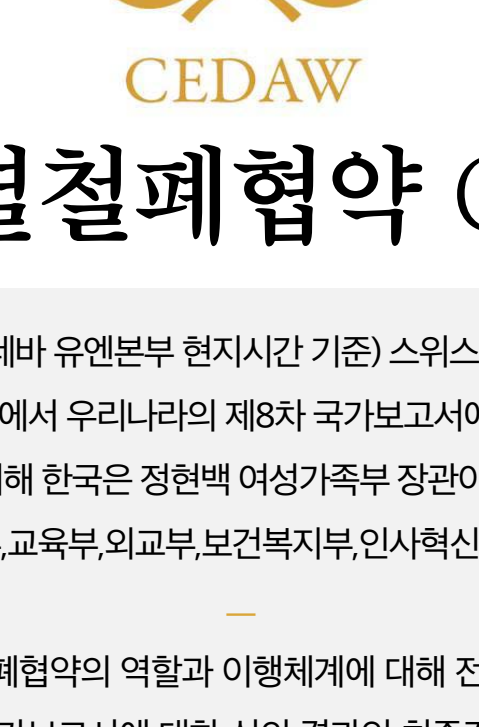 CEDAW
철폐협약 (
유엔본부 현지시간 기준) 스위스
에서 우리나라의 제8차 국가보고서에
한국은 정현백 여성가족부 장관이
,교육부,외교부,보건복지부,인사혁신
폐협약의 역할과 이행체계에 대해 전